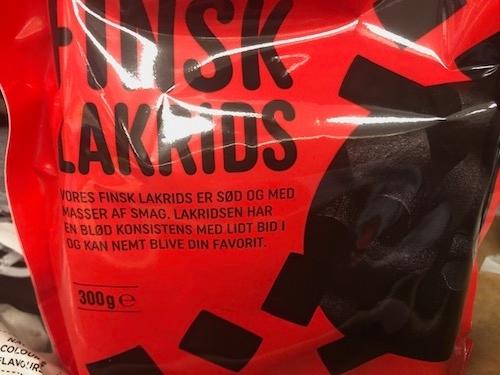 FINSK
LAKRIDS
VORES FINSK LAKRIDS ER SØD OG MED
MASSER AF SMAG. LAKRIDSEN HAR
EN BLØD KONSISTENS MED LIDT BID I
OG KAN NEMT BLIVE DIN FAVORIT.
300g e